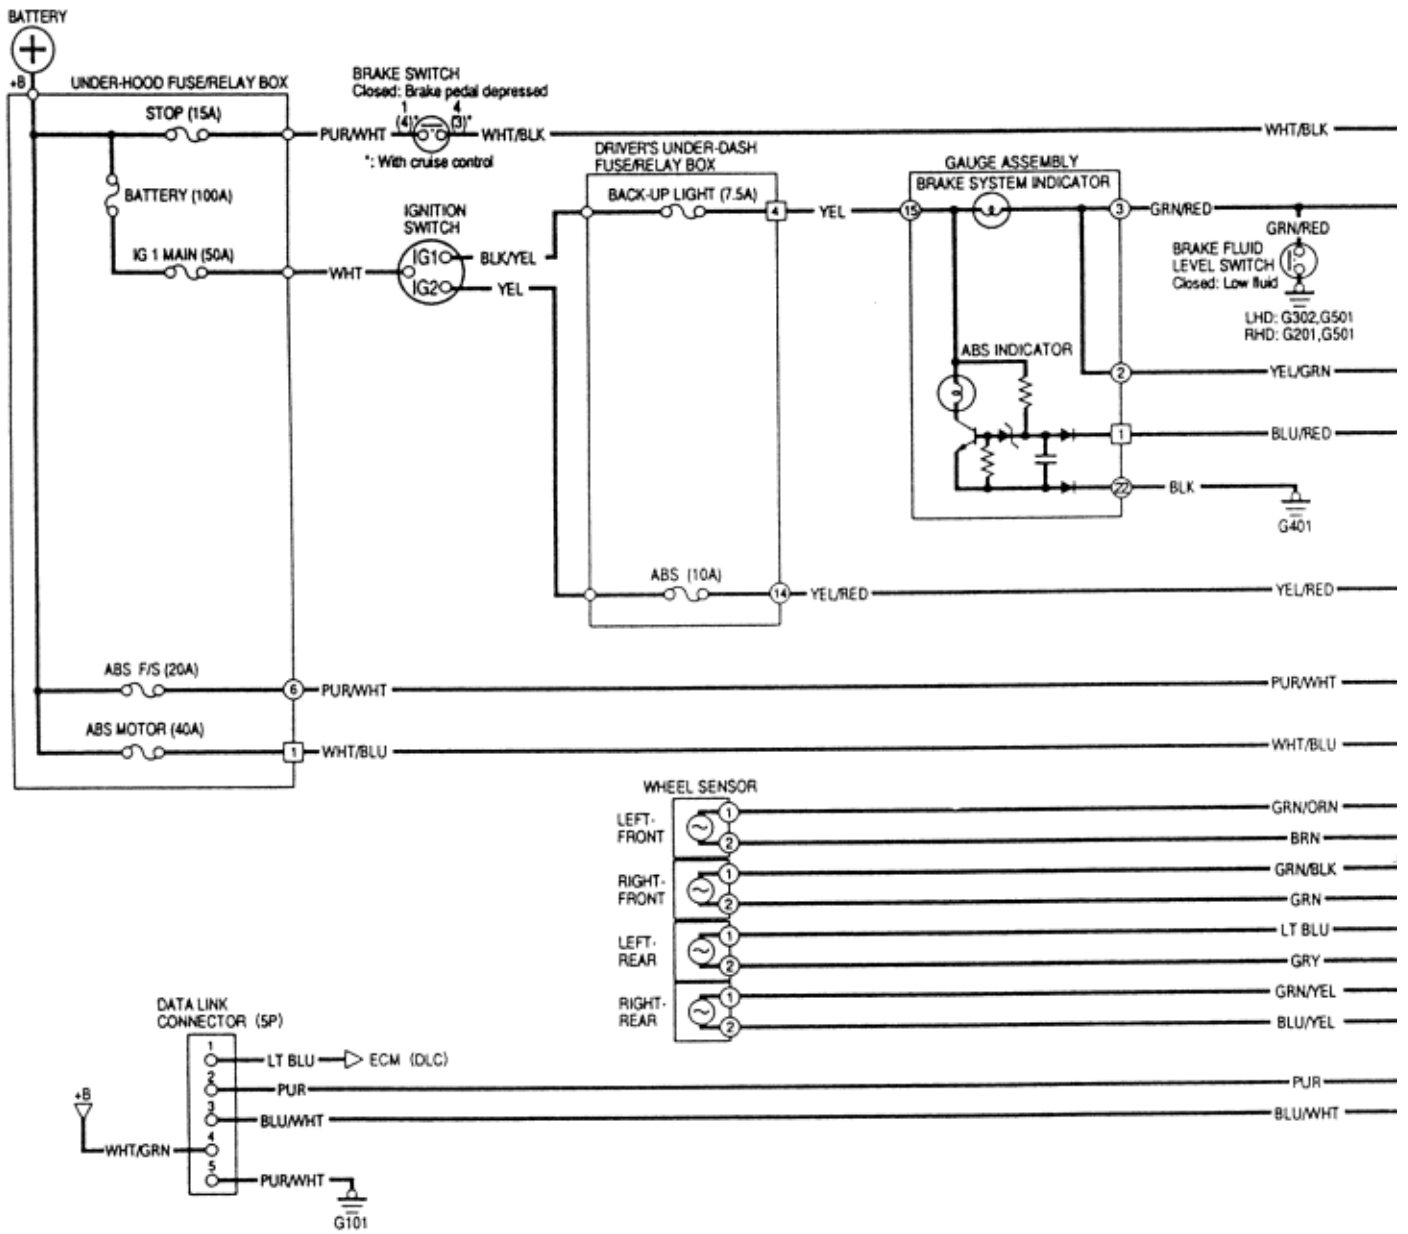 BATTERY
+B
UNDER-HOOD FUSE/RELAY BOX
STOP (15A)
BATTERY (100A)
IG 1 MAIN (50A)
BRAKE SWITCH
Closed: Brake pedal depressed
1 4
(4)* (3)*
PUR/WHT
WHT/BLK
WHT/BLK
*: With cruise control
IGNITION
SWITCH
IG1
IG2
WHT
BLK/YEL
YEL
DRIVER'S UNDER-DASH
FUSE/RELAY BOX
BACK-UP LIGHT (7.5A)
4
YEL
ABS (10A)
14
YEL/RED
YEL/RED
GAUGE ASSEMBLY
BRAKE SYSTEM INDICATOR
15
3
GRN/RED
GRN/RED
BRAKE FLUID
LEVEL SWITCH
Closed: Low fluid
LHD: G302,G501
RHD: G201,G501
ABS INDICATOR
2
YEL/GRN
1
BLU/RED
22
BLK
G401
ABS F/S (20A)
6
PUR/WHT
PUR/WHT
ABS MOTOR (40A)
1
WHT/BLU
WHT/BLU
WHEEL SENSOR
LEFT-
FRONT
1
GRN/ORN
2
BRN
RIGHT-
FRONT
1
GRN/BLK
2
GRN
LEFT-
REAR
1
LT BLU
2
GRY
RIGHT-
REAR
1
GRN/YEL
2
BLU/YEL
DATA LINK
CONNECTOR (5P)
1
LT BLU
ECM (DLC)
2
PUR
PUR
3
BLU/WHT
BLU/WHT
+B
WHT/GRN
4
5
PUR/WHT
G101